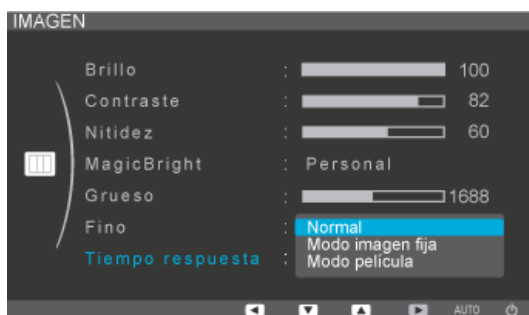 IMAGEN
Brillo : 100
Contraste : 82
Nitidez : 60
MagicBright : Personal
Grueso : 1688
Fino : Normal
Modo imagen fija
Tiempo respuesta : Modo película
AUTO